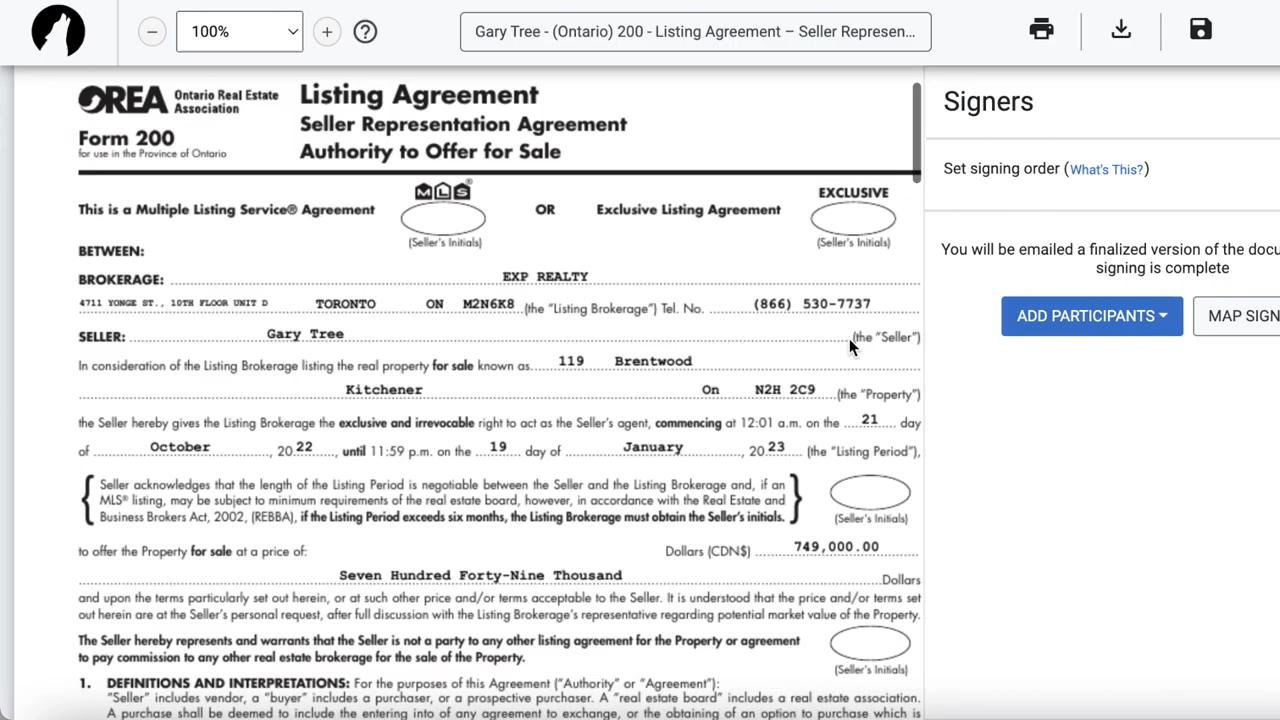 100%
Gary Tree - (Ontario) 200 - Listing Agreement – Seller Represen...
OREA Ontario Real Estate Association
Form 200
for use in the Province of Ontario
Listing Agreement
Seller Representation Agreement
Authority to Offer for Sale
This is a Multiple Listing Service® Agreement
MLS®
(Seller's Initials)
OR
Exclusive Listing Agreement
EXCLUSIVE
(Seller's Initials)
BETWEEN:
BROKERAGE: EXP REALTY
4711 YONGE ST., 10TH FLOOR UNIT D TORONTO ON M2N6K8 (the "Listing Brokerage") Tel. No. (866) 530-7737
SELLER: Gary Tree (the "Seller")
In consideration of the Listing Brokerage listing the real property for sale known as 119 Brentwood
Kitchener On N2H 2C9 (the "Property")
the Seller hereby gives the Listing Brokerage the exclusive and irrevocable right to act as the Seller's agent, commencing at 12:01 a.m. on the 21 day
of October, 20 22, until 11:59 p.m. on the 19 day of January, 20 23 (the "Listing Period"),
{ Seller acknowledges that the length of the Listing Period is negotiable between the Seller and the Listing Brokerage and, if an
MLS® listing, may be subject to minimum requirements of the real estate board, however, in accordance with the Real Estate and
Business Brokers Act, 2002, (REBBA), if the Listing Period exceeds six months, the Listing Brokerage must obtain the Seller's initials. }
(Seller's Initials)
to offer the Property for sale at a price of: Dollars (CDN$) 749,000.00
Seven Hundred Forty-Nine Thousand Dollars
and upon the terms particularly set out herein, or at such other price and/or terms acceptable to the Seller. It is understood that the price and/or terms set
out herein are at the Seller's personal request, after full discussion with the Listing Brokerage's representative regarding potential market value of the Property.
The Seller hereby represents and warrants that the Seller is not a party to any other listing agreement for the Property or agreement
to pay commission to any other real estate brokerage for the sale of the Property.
(Seller's Initials)
1. DEFINITIONS AND INTERPRETATIONS: For the purposes of this Agreement ("Authority" or "Agreement"):
"Seller" includes vendor, a "buyer" includes a purchaser, or a prospective purchaser. A "real estate board" includes a real estate association.
A purchase shall be deemed to include the entering into of any agreement to exchange, or the obtaining of an option to purchase which is
Signers
Set signing order (What's This?)
You will be emailed a finalized version of the docu
signing is complete
ADD PARTICIPANTS
MAP SIGN